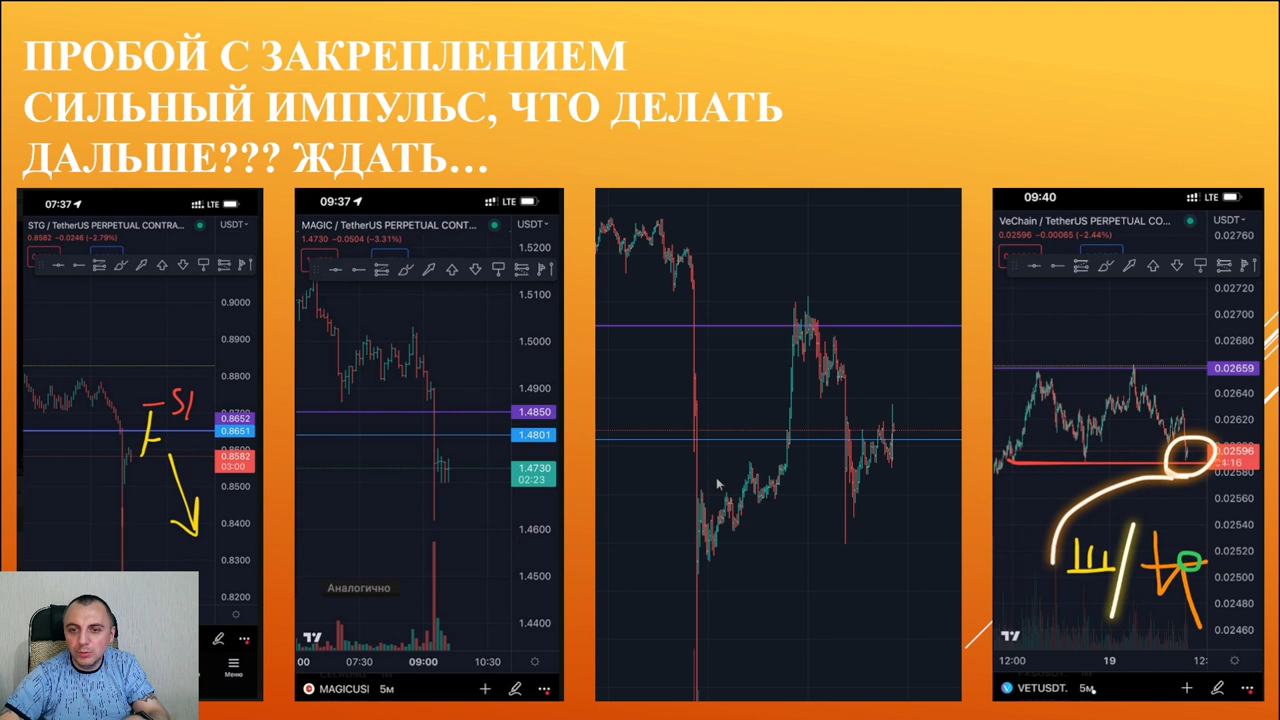 ПРОБОЙ С ЗАКРЕПЛЕНИЕМ
СИЛЬНЫЙ ИМПУЛЬС, ЧТО ДЕЛАТЬ
ДАЛЬШЕ??? ЖДАТЬ…
07:37
LTE
STG / TetherUS PERPETUAL CONTRA...
USDT
0.8582 −0.0246 (−2.79%)
0.9000
0.8900
0.8800
0.8652
0.8651
0.8582
03:00
0.8500
0.8400
0.8300
0.8200
Меню
09:37
LTE
MAGIC / TetherUS PERPETUAL CONT...
USDT
1.4730 −0.0504 (−3.31%)
1.5200
1.5100
1.5000
1.4900
1.4850
1.4801
1.4730
02:23
1.4600
1.4500
1.4400
Аналогично
00
07:30
09:00
10:30
MAGICUSI
5м
09:40
LTE
VeChain / TetherUS PERPETUAL CO...
USDT
0.02596 −0.00065 (−2.44%)
0.02760
0.02720
0.02700
0.02680
0.02659
0.02640
0.02620
0.02596
0.02580
0.02560
0.02540
0.02520
0.02500
0.02480
0.02460
12:00
19
12:
VETUSDT.
5м